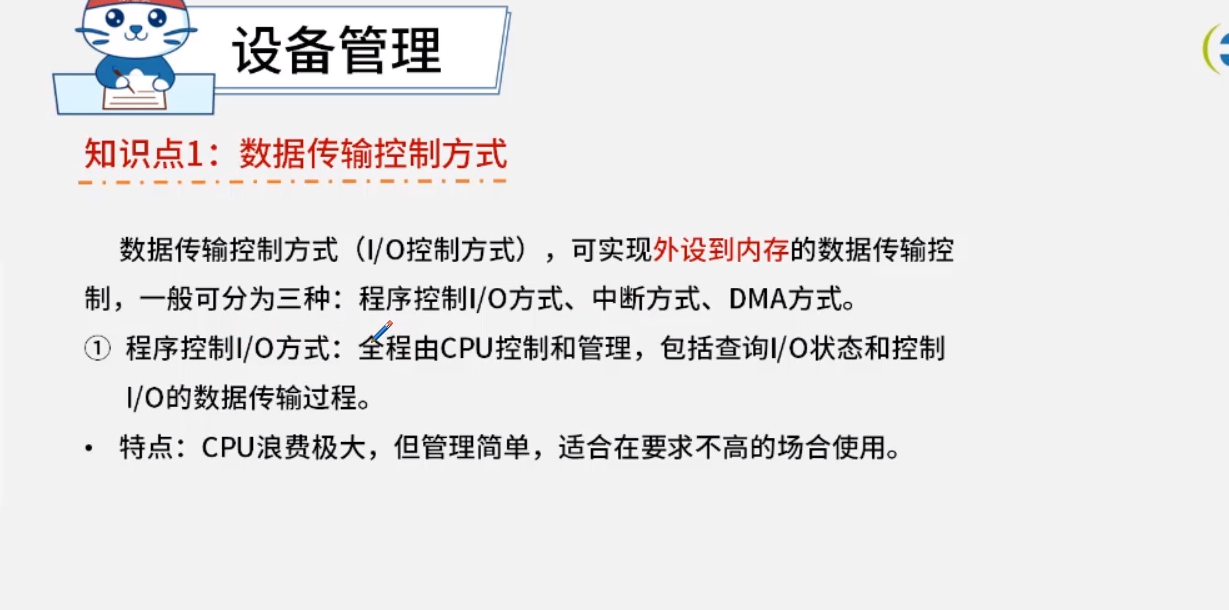 设备管理
知识点1：数据传输控制方式
数据传输控制方式（I/O控制方式），可实现外设到内存的数据传输控
制，一般可分为三种：程序控制I/O方式、中断方式、DMA方式。
① 程序控制I/O方式：全程由CPU控制和管理，包括查询I/O状态和控制
I/O的数据传输过程。
• 特点：CPU浪费极大，但管理简单，适合在要求不高的场合使用。